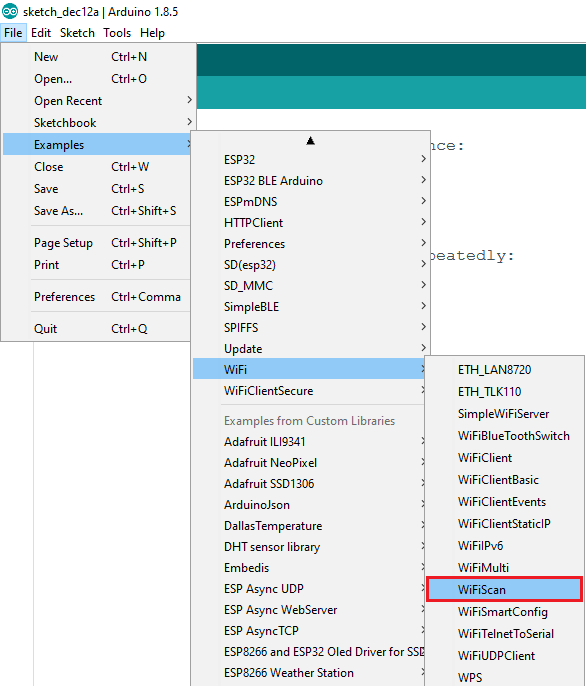 sketch_dec12a | Arduino 1.8.5
File Edit Sketch Tools Help
New Ctrl+N
Open... Ctrl+O
Open Recent
Sketchbook
Examples
Close Ctrl+W
Save Ctrl+S
Save As... Ctrl+Shift+S
Page Setup Ctrl+Shift+P
Print Ctrl+P
Preferences Ctrl+Comma
Quit Ctrl+Q
nce:
peatedly:
ESP32
ESP32 BLE Arduino
ESPmDNS
HTTPClient
Preferences
SD(esp32)
SD_MMC
SimpleBLE
SPIFFS
Update
WiFi
WiFiClientSecure
Examples from Custom Libraries
Adafruit ILI9341
Adafruit NeoPixel
Adafruit SSD1306
ArduinoJson
DallasTemperature
DHT sensor library
Embedis
ESP Async UDP
ESP Async WebServer
ESP AsyncTCP
ESP8266 and ESP32 Oled Driver for SSD
ESP8266 Weather Station
ETH_LAN8720
ETH_TLK110
SimpleWiFiServer
WiFiBlueToothSwitch
WiFiClient
WiFiClientBasic
WiFiClientEvents
WiFiClientStaticIP
WiFiIPv6
WiFiMulti
WiFiScan
WiFiSmartConfig
WiFiTelnetToSerial
WiFiUDPClient
WPS